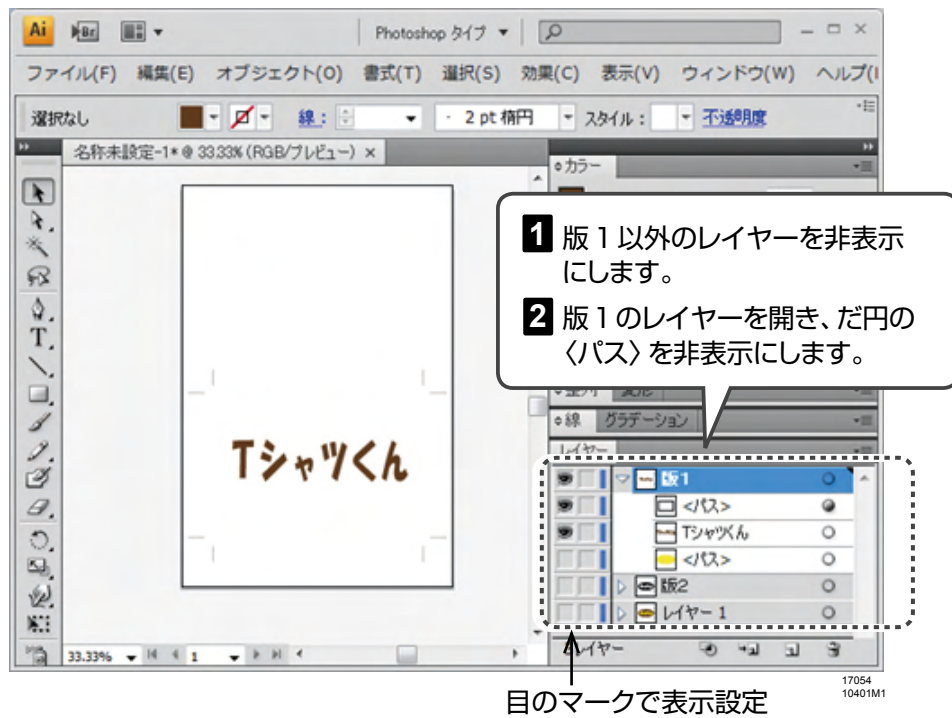 Ai Br Photoshop タイプ
ファイル(F) 編集(E) オブジェクト(O) 書式(T) 選択(S) 効果(C) 表示(V) ウィンドウ(W) ヘルプ(
選択なし 線: 2 pt 楕円 スタイル: 不透明度
名称未設定-1* @ 33.33% (RGB/プレビュー) ×
カラー
1 版1以外のレイヤーを非表示
にします。
2 版1のレイヤーを開き、だ円の
〈パス〉を非表示にします。
線 グラデーション
レイヤー
Tシャツくん
版1
<パス>
Tシャツくん
<パス>
版2
レイヤー 1
33.33% 1
目のマークで表示設定
17054
10401M1